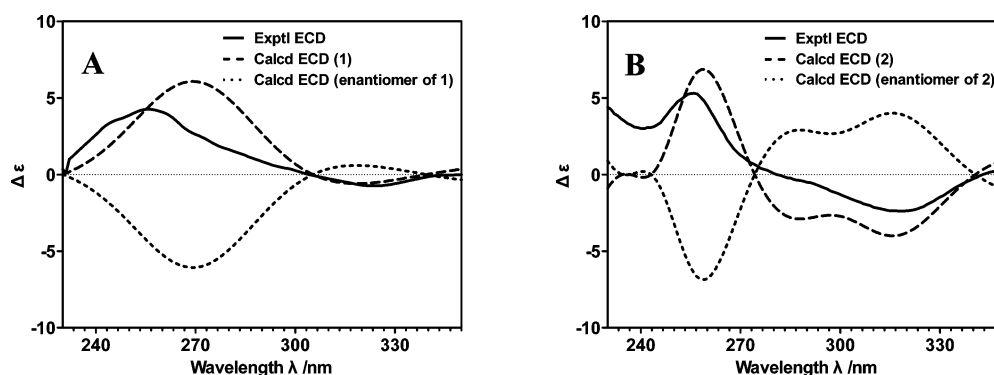 A
Exptl ECD
Calcd ECD (1)
Calcd ECD (enantiomer of 1)
10
5
0
-5
-10
Δ ε
240
270
300
330
Wavelength λ /nm
B
Exptl ECD
Calcd ECD (2)
Calcd ECD (enantiomer of 2)
10
5
0
-5
-10
Δ ε
240
270
300
330
Wavelength λ /nm